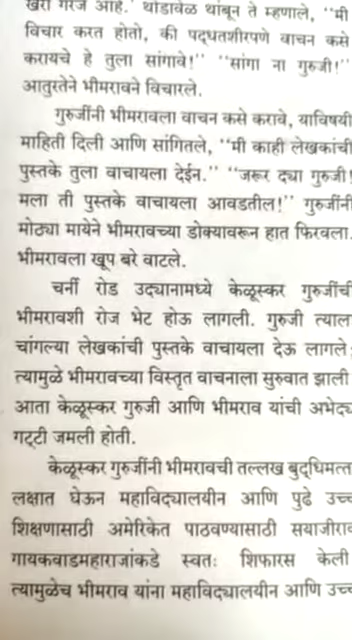 खरी गरज आहे.' थोडावेळ थांबून ते म्हणाले, "मी
विचार करत होतो, की पद्धतशीरपणे वाचन कसे
करायचे हे तुला सांगावे!" "सांगा ना गुरुजी!"
आतुरतेने भीमरावने विचारले.
गुरुजींनी भीमरावला वाचन कसे करावे, याविषयी
माहिती दिली आणि सांगितले, "मी काही लेखकांची
पुस्तके तुला वाचायला देईन." "जरूर द्या गुरुजी!
मला ती पुस्तके वाचायला आवडतील!" गुरुजींनी
मोठ्या मायेने भीमरावच्या डोक्यावरून हात फिरवला.
भीमरावला खूप बरे वाटले.
चर्नी रोड उद्यानामध्ये केळूस्कर गुरुजींची
भीमरावशी रोज भेट होऊ लागली. गुरुजी त्याल
चांगल्या लेखकांची पुस्तके वाचायला देऊ लागले
त्यामुळे भीमरावच्या विस्तृत वाचनाला सुरुवात झाली
आता केळूस्कर गुरुजी आणि भीमराव यांची अभेद्य
गट्टी जमली होती.
केळूस्कर गुरुजींनी भीमरावची तल्लख बुद्धिमत्त
लक्षात घेऊन महाविद्यालयीन आणि पुढे उच्च
शिक्षणासाठी अमेरिकेत पाठवण्यासाठी सयाजीराव
गायकवाडमहाराजांकडे स्वतः शिफारस केली
त्यामुळेच भीमराव यांना महाविद्यालयीन आणि उच्च